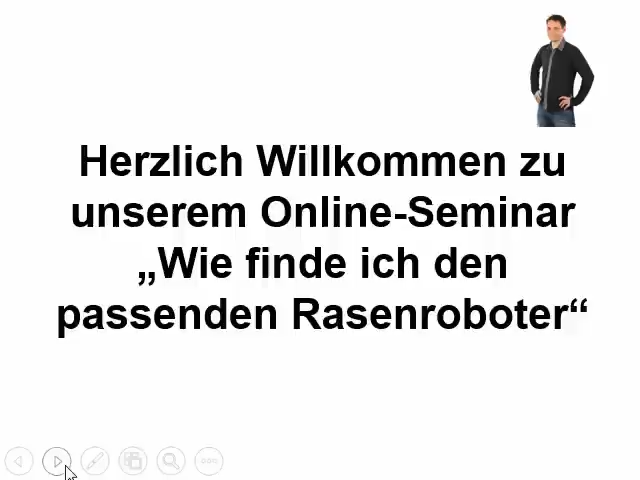 Herzlich Willkommen zu
unserem Online-Seminar
„Wie finde ich den
passenden Rasenroboter“